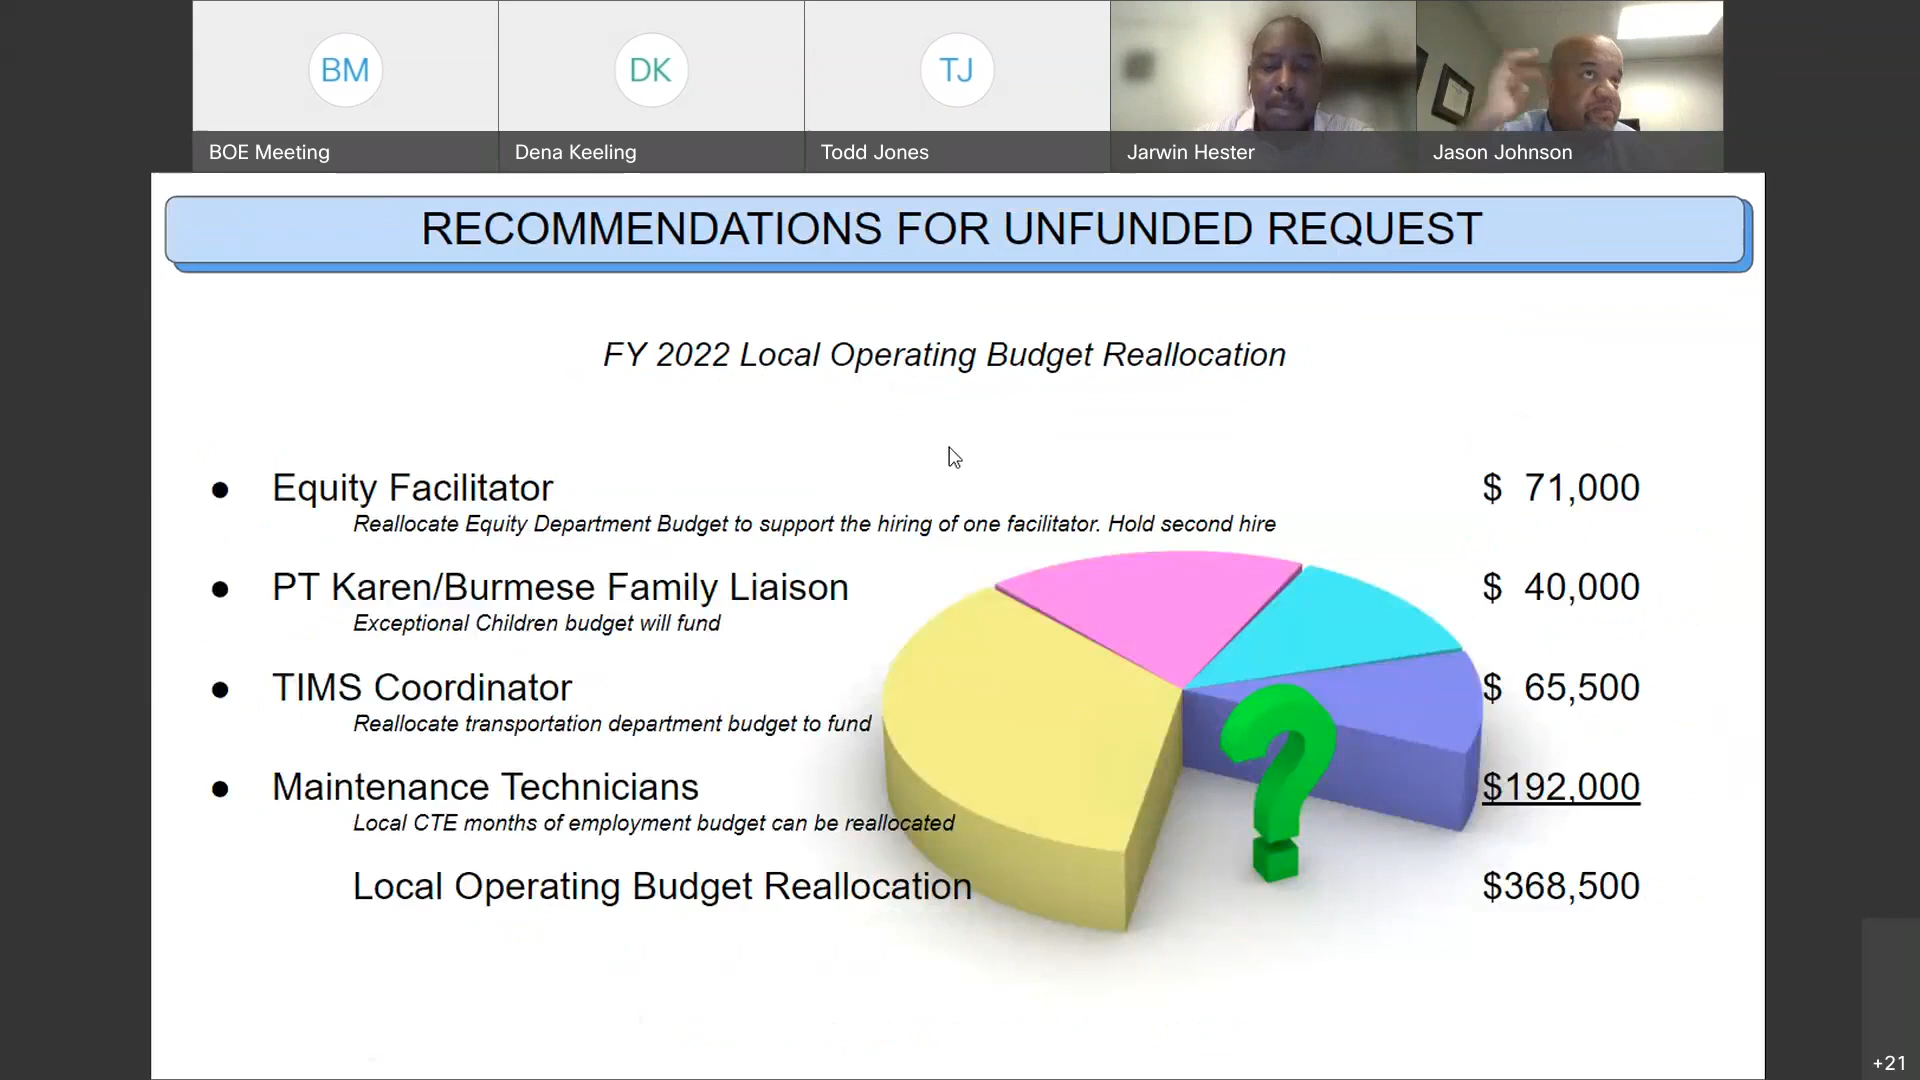 BM
DK
TJ
BOE Meeting
Dena Keeling
Todd Jones
Jarwin Hester
Jason Johnson
RECOMMENDATIONS FOR UNFUNDED REQUEST
FY 2022 Local Operating Budget Reallocation
● Equity Facilitator $ 71,000
Reallocate Equity Department Budget to support the hiring of one facilitator. Hold second hire
● PT Karen/Burmese Family Liaison $ 40,000
Exceptional Children budget will fund
● TIMS Coordinator $ 65,500
Reallocate transportation department budget to fund
● Maintenance Technicians $192,000
Local CTE months of employment budget can be reallocated
Local Operating Budget Reallocation $368,500
?
+21